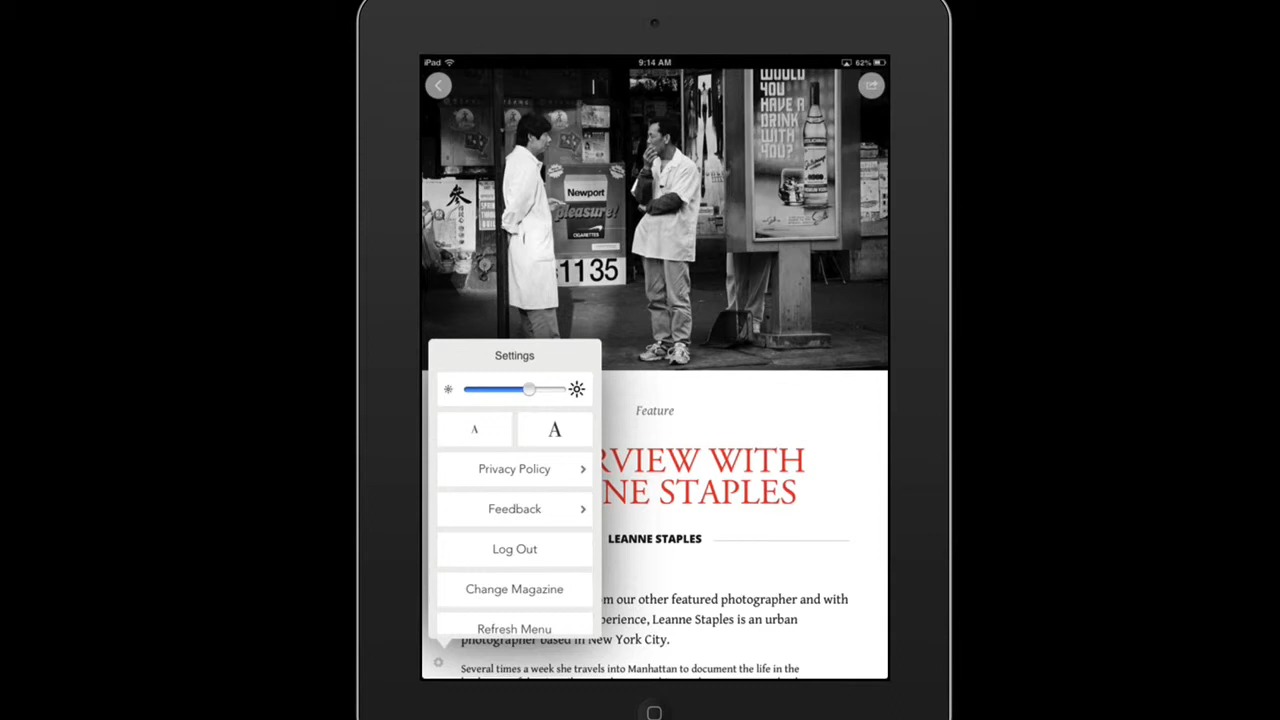 iPad
9:14 AM
62%
WOULD
YOU
HAVE A
DRINK
WITH
YOU?
Newport
pleasure!
CIGARETTES
1135
Settings
A
A
Privacy Policy
Feedback
Log Out
Change Magazine
Refresh Menu
Feature
RVIEW WITH
NE STAPLES
LEANNE STAPLES
m our other featured photographer and with
perience, Leanne Staples is an urban
photographer based in New York City.
Several times a week she travels into Manhattan to document the life in the